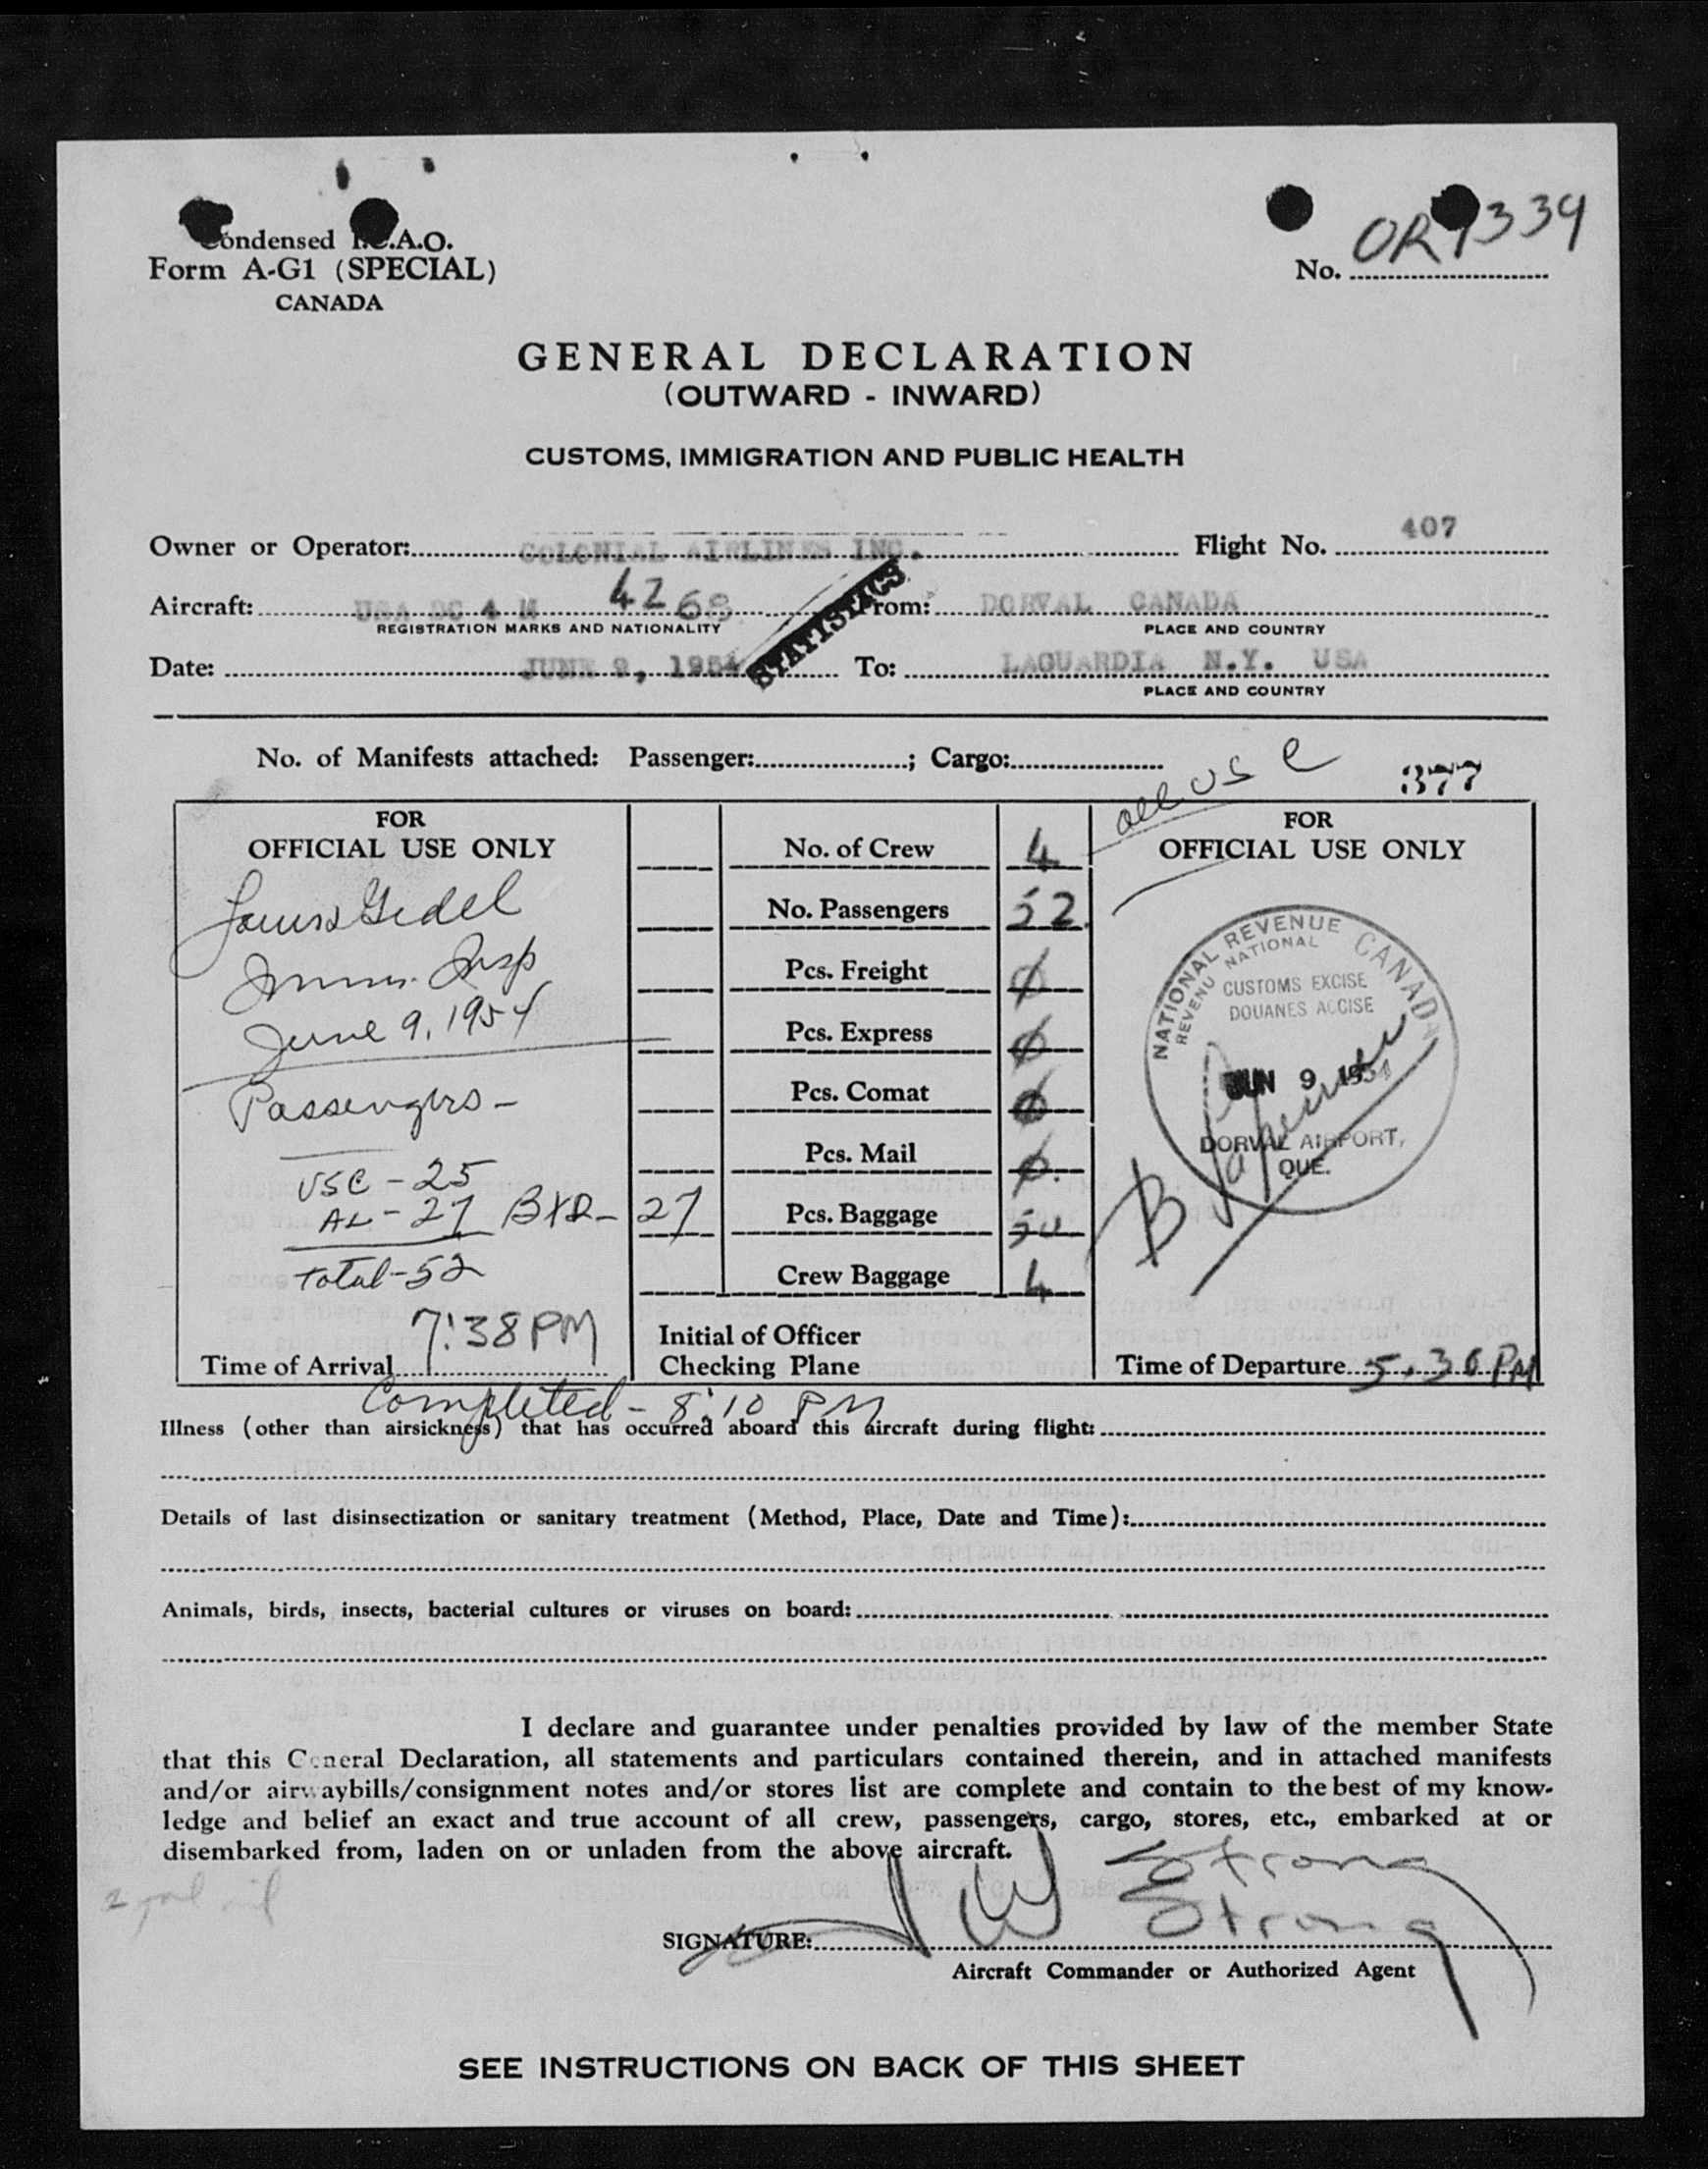 Condensed I.C.A.O.
Form A-G1 (SPECIAL)
CANADA
No. OR 9339
GENERAL DECLARATION
(OUTWARD - INWARD)
CUSTOMS, IMMIGRATION AND PUBLIC HEALTH
Owner or Operator: COLONIAL AIRLINES INC. Flight No. 407
Aircraft: USA DC 4 M 4268 From: DORVAL CANADA
REGISTRATION MARKS AND NATIONALITY PLACE AND COUNTRY
STATISTICS
Date: JUNE 9, 1954 To: LAGUARDIA N.Y. USA
PLACE AND COUNTRY
No. of Manifests attached: Passenger: ; Cargo:
all USC
377
FOR
OFFICIAL USE ONLY
Immi. Insp
June 9, 1954
Passengers -
USC - 25
AL - 27 BXD - 27
Total - 52
7:38 PM
Time of Arrival
No. of Crew 4
No. Passengers 52
Pcs. Freight ∅
Pcs. Express ∅
Pcs. Comat ∅
Pcs. Mail ∅
Pcs. Baggage 50
Crew Baggage 4
Initial of Officer
Checking Plane
FOR
OFFICIAL USE ONLY
NATIONAL REVENUE CANADA
REVENU NATIONAL
CUSTOMS EXCISE
DOUANES ACCISE
JUN 9 1954
DORVAL AIRPORT,
QUE.
Time of Departure 5.36 PM
Completed - 8:10 PM
Illness (other than airsickness) that has occurred aboard this aircraft during flight:
Details of last disinsectization or sanitary treatment (Method, Place, Date and Time):
Animals, birds, insects, bacterial cultures or viruses on board:
I declare and guarantee under penalties provided by law of the member State
that this General Declaration, all statements and particulars contained therein, and in attached manifests
and/or airwaybills/consignment notes and/or stores list are complete and contain to the best of my know-
ledge and belief an exact and true account of all crew, passengers, cargo, stores, etc., embarked at or
disembarked from, laden on or unladen from the above aircraft.
Strong
SIGNATURE: J W Strong
Aircraft Commander or Authorized Agent
SEE INSTRUCTIONS ON BACK OF THIS SHEET